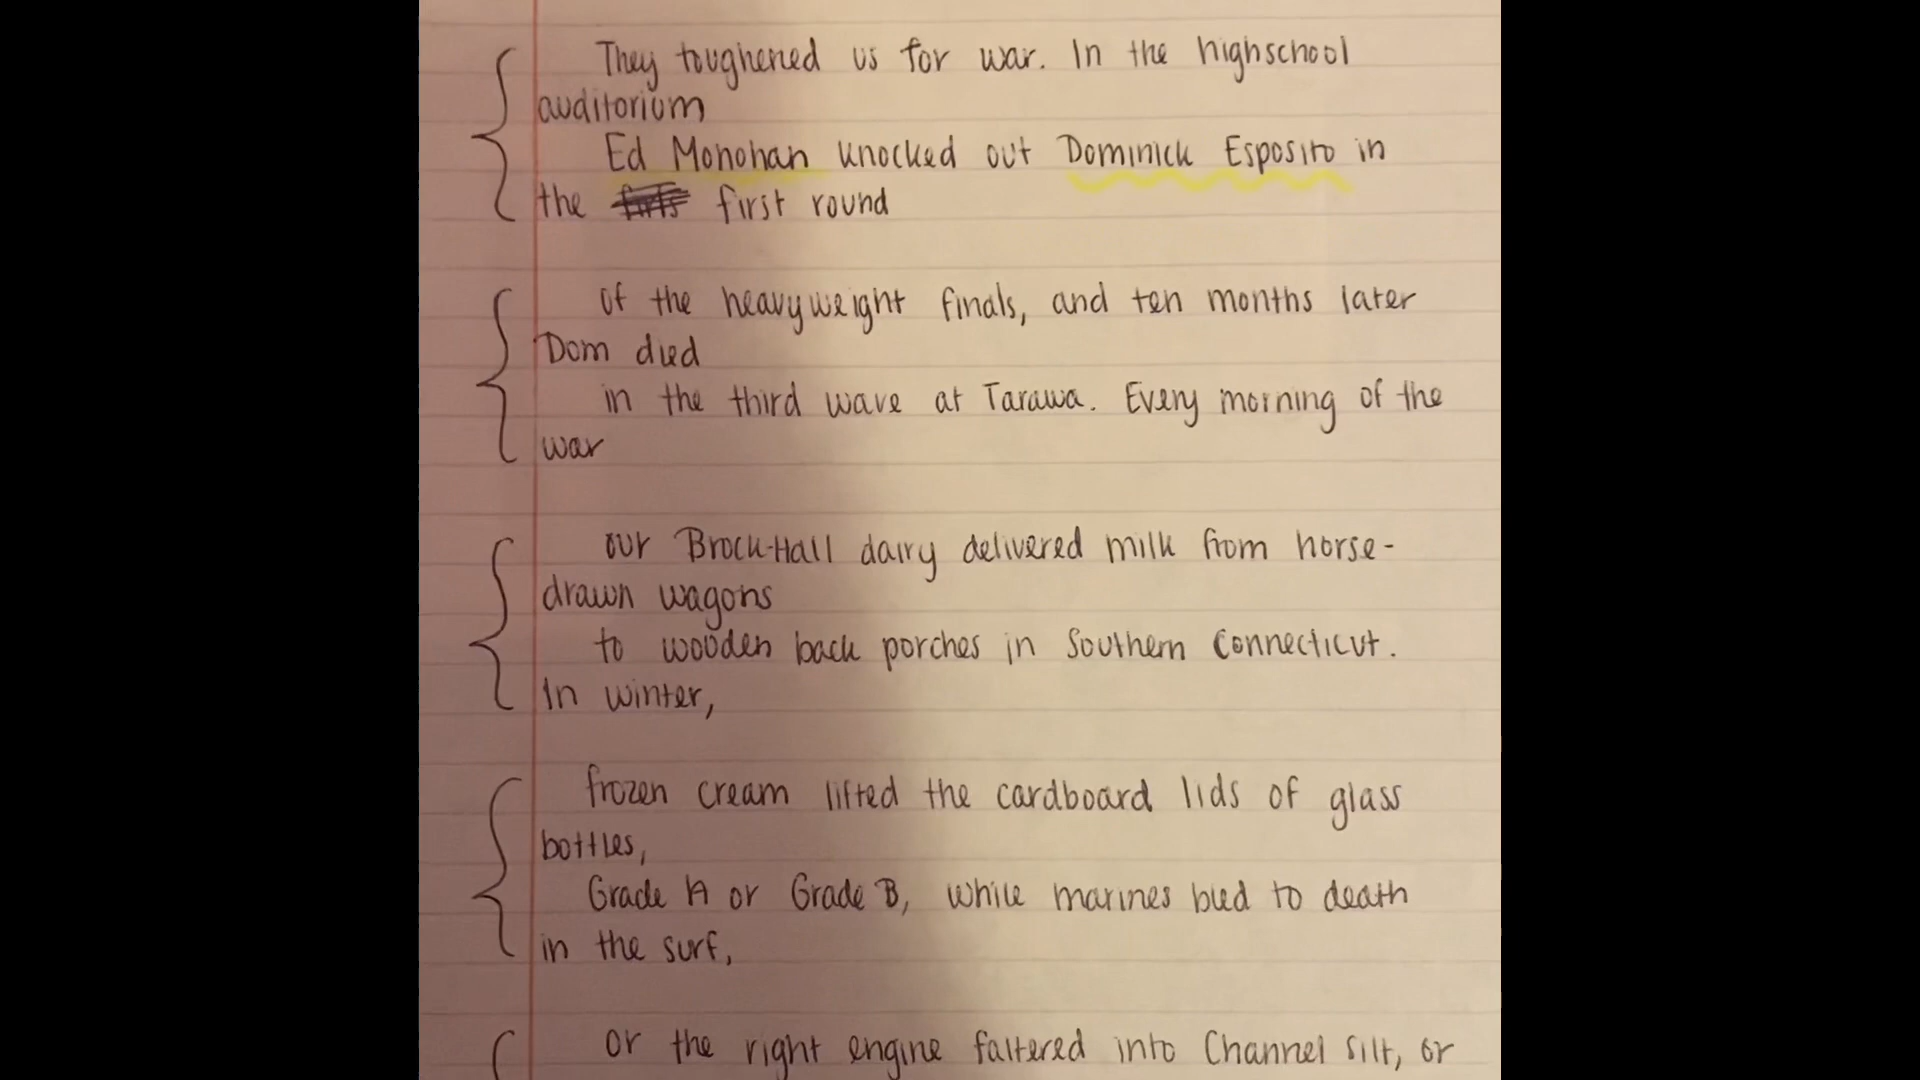 They toughened us for war. In the highschool
auditorium
Ed Monohan knocked out Dominick Esposito in
the first round
of the heavyweight finals, and ten months later
Dom died
in the third wave at Tarawa. Every morning of the
war
our Brock-Hall dairy delivered milk from horse-
drawn wagons
to wooden back porches in Southern Connecticut.
In winter,
frozen cream lifted the cardboard lids of glass
bottles,
Grade A or Grade B, while marines bled to death
in the surf,
or the right engine faltered into Channel silt, or